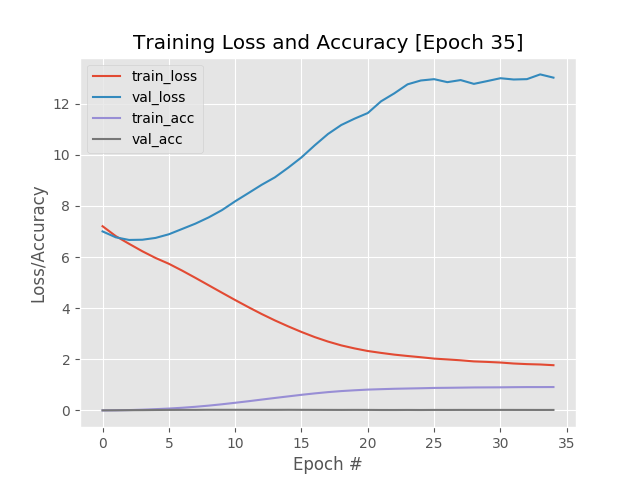 Training Loss and Accuracy [Epoch 35]
train_loss
val_loss
train_acc
val_acc
Loss/Accuracy
12
10
8
6
4
2
0
0 5 10 15 20 25 30 35
Epoch #